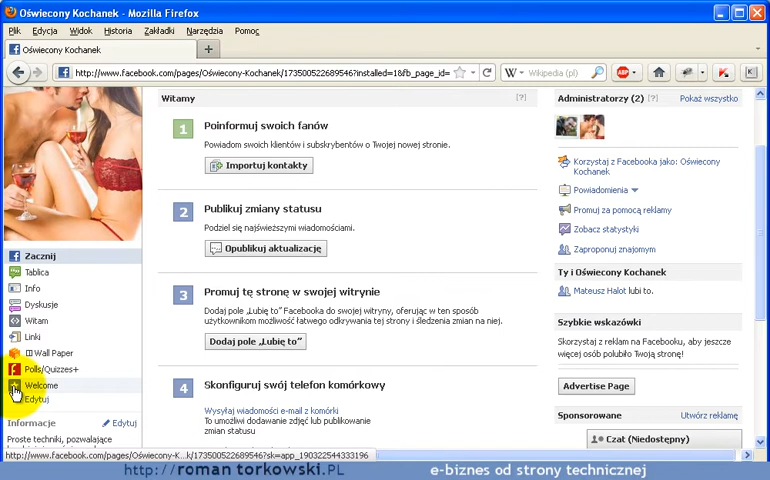 Oświecony Kochanek - Mozilla Firefox
Plik Edycja Widok Historia Zakładki Narzędzia Pomoc
Oświecony Kochanek
http://www.facebook.com/pages/Oświecony-Kochanek/173500522689546?installed=1&fb_page_id=
Wikipedia (pl)
ABP
Witamy [?]
1 Poinformuj swoich fanów
Powiadom swoich klientów i subskrybentów o Twojej nowej stronie.
Importuj kontakty
2 Publikuj zmiany statusu
Podziel się najświeższymi wiadomościami.
Opublikuj aktualizację
3 Promuj tę stronę w swojej witrynie
Dodaj pole „Lubię to" Facebooka do swojej witryny, oferując w ten sposób
użytkownikom możliwość łatwego odkrywania tej strony i śledzenia zmian na niej.
Dodaj pole „Lubię to"
4 Skonfiguruj swój telefon komórkowy
Wysyłaj wiadomości e-mail z komórki
To umożliwi dodawanie zdjęć lub publikowanie
Zacznij
Tablica
Info
Dyskusje
Witam
Linki
Wall Paper
Polls/Quizzes+
Welcome
Edytuj
Informacje Edytuj
Proste techniki, pozwalające
Administratorzy (2) [?] Pokaż wszystko
Korzystaj z Facebooka jako: Oświecony
Kochanek
Powiadomienia
Promuj za pomocą reklamy
Zobacz statystyki
Zaproponuj znajomym
Ty i Oświecony Kochanek
Mateusz Halot lubi to.
Szybkie wskazówki
Skorzystaj z reklam na Facebooku, aby jeszcze
więcej osób polubiło Twoją stronę!
Advertise Page
Sponsorowane Utwórz reklamę
Czat (Niedostępny)
http://www.facebook.com/pages/Oświecony-K...k/173500522689546?sk=app_190322544333196
http://roman torkowski.PL e-biznes od strony technicznej